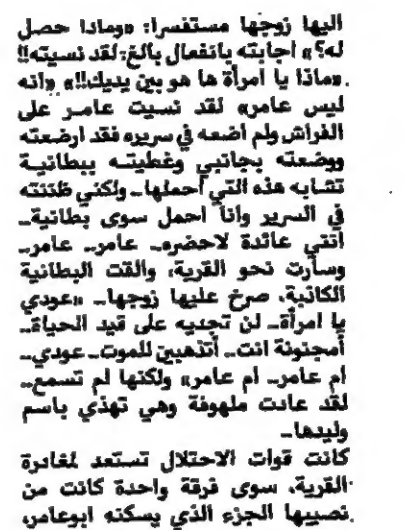 اليها زوجها مستفسرا: «وماذا حصل
له؟» اجابته بانفعال بالغ: لقد نسيته!!
«ماذا يا امرأة ها هو بين يديك!!» «انه
ليس عامر» لقد نسيت عامر على
الفراش ولم اضعه في سريره فقد ارضعته
ووضعته بجانبي وغطيته ببطانية
تشابه هذه التي احملها.. ولكني ظننته
في السرير وانا احمل سوى بطانية..
انني عائدة لاحضره.. عامر.. عامر..
وسارت نحو القرية، والقت البطانية
الكاذبة، صرخ عليها زوجها.. «عودي
يا امرأة.. لن تجديه على قيد الحياة..
أمجنونة انت.. أتذهبين للموت.. عودي..
ام عامر.. ام عامر» ولكنها لم تسمع..
لقد عادت ملهوفة وهي تهذي باسم
وليدها..
كانت قوات الاحتلال تستعد لمغادرة
القرية، سوى فرقة واحدة كانت من
نصيبها الجزء الذي يسكنه ابوعامر،